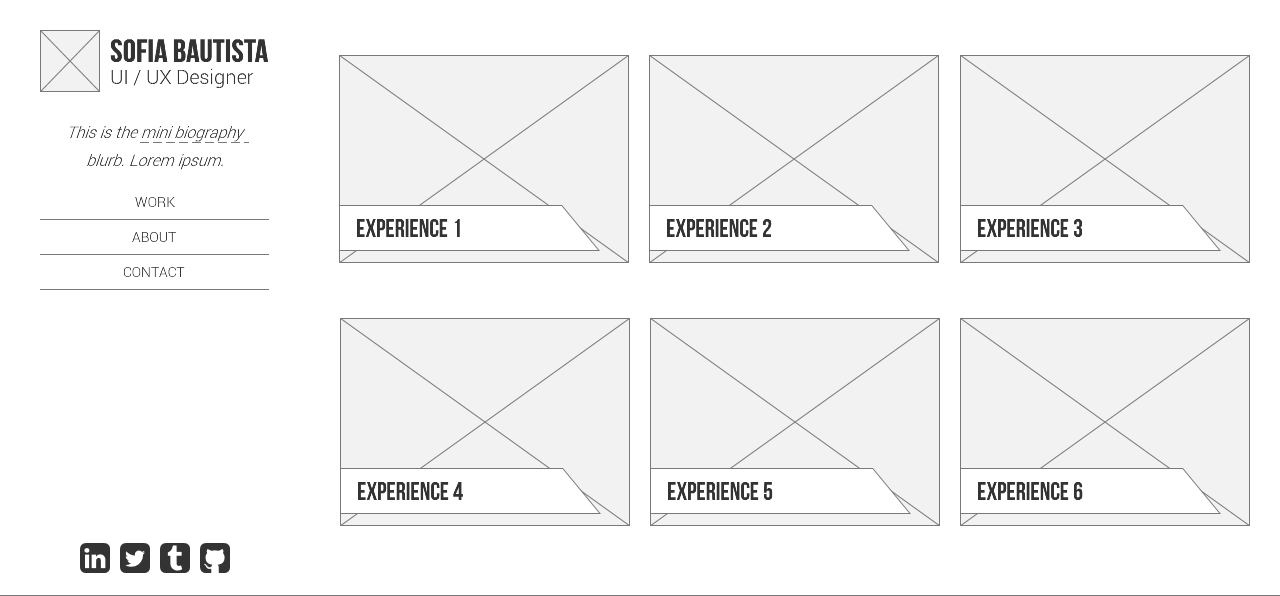 SOFIA BAUTISTA
UI / UX Designer
This is the mini biography
blurb. Lorem ipsum.
WORK
ABOUT
CONTACT
EXPERIENCE 1
EXPERIENCE 2
EXPERIENCE 3
EXPERIENCE 4
EXPERIENCE 5
EXPERIENCE 6
in
t